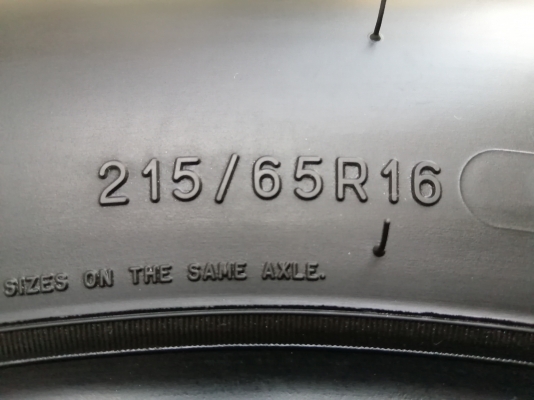 215/65R16
SIZES ON THE SAME AXLE.